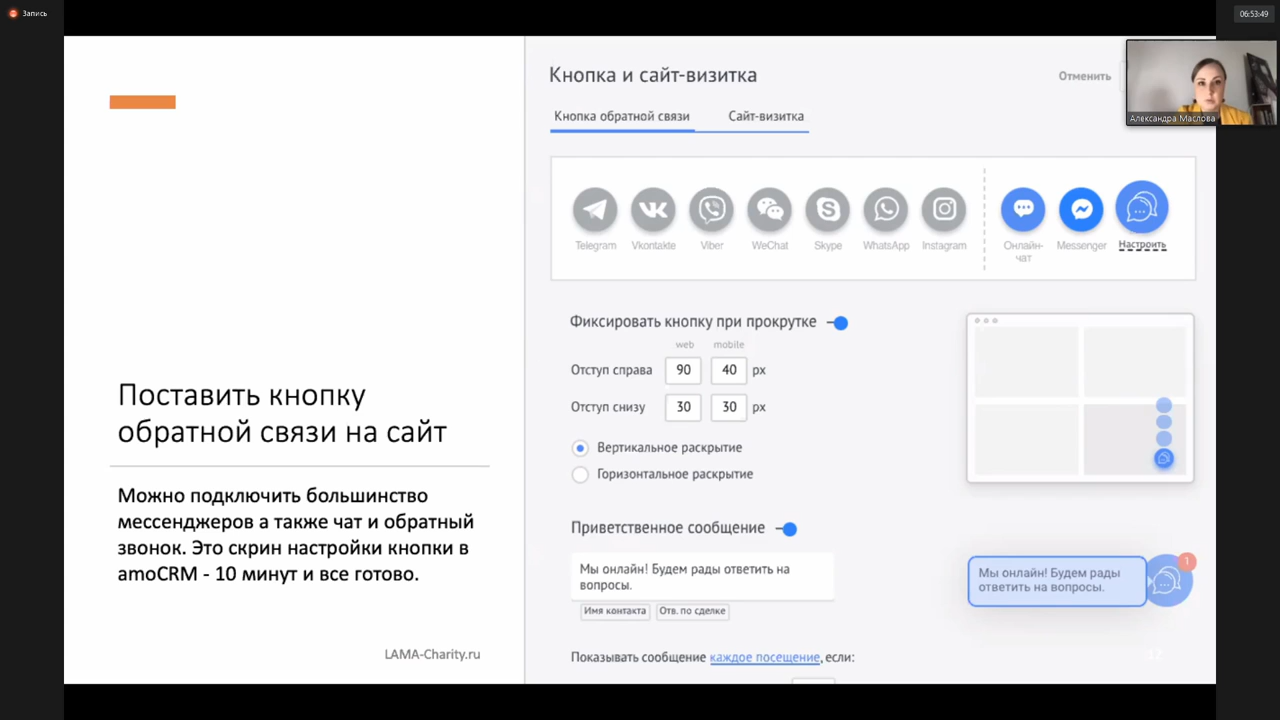 Запись
06:53:49
Александра Маслова
Поставить кнопку
обратной связи на сайт
Можно подключить большинство
мессенджеров а также чат и обратный
звонок. Это скрин настройки кнопки в
amoCRM - 10 минут и все готово.
LAMA-Charity.ru
Кнопка и сайт-визитка
Отменить
Кнопка обратной связи
Сайт-визитка
Telegram
Vkontakte
Viber
WeChat
Skype
WhatsApp
Instagram
Онлайн-
чат
Messenger
Настроить
Фиксировать кнопку при прокрутке
web mobile
Отступ справа 90 40 px
Отступ снизу 30 30 px
Вертикальное раскрытие
Горизонтальное раскрытие
Приветственное сообщение
Мы онлайн! Будем рады ответить на
вопросы.
Имя контакта Отв. по сделке
Мы онлайн! Будем рады
ответить на вопросы.
1
Показывать сообщение каждое посещение, если:
17